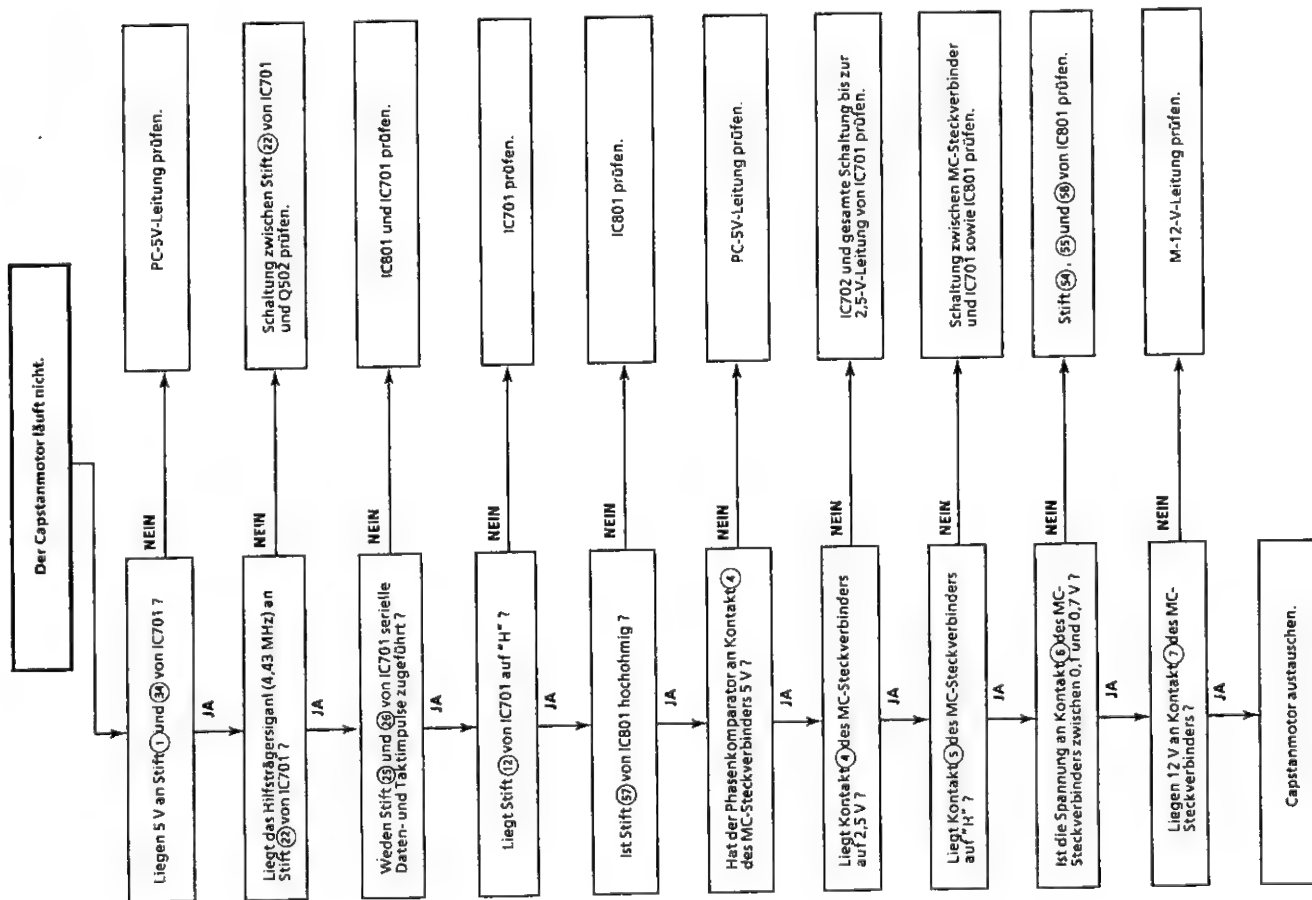 Der Capstanmotor läuft nicht.
Liegen 5 V an Stift ① und ㉞ von IC701 ?
NEIN
PC-5V-Leitung prüfen.
JA
Liegt das Hilfsträgersiganl (4,43 MHz) an
Stift ㉒ von IC701 ?
NEIN
Schaltung zwischen Stift ㉒ von IC701
und Q502 prüfen.
JA
Weden Stift ㉕ und ㉖ von IC701 serielle
Daten- und Taktimpulse zugeführt ?
NEIN
IC801 und IC701 prüfen.
JA
Liegt Stift ⑫ von IC701 auf "H" ?
NEIN
IC701 prüfen.
JA
Ist Stift ㊼ von IC801 hochohmig ?
NEIN
IC801 prüfen.
JA
Hat der Phasenkomparator an Kontakt ④
des MC-Steckverbinders 5 V ?
NEIN
PC-5V-Leitung prüfen.
JA
Liegt Kontakt ④ des MC-Steckverbinders
auf 2,5 V ?
NEIN
IC702 und gesamte Schaltung bis zur
2,5-V-Leitung von IC701 prüfen.
JA
Liegt Kontakt ⑤ des MC-Steckverbinders
auf "H" ?
NEIN
Schaltung zwischen MC-Steckverbinder
und IC701 sowie IC801 prüfen.
JA
Ist die Spannung an Kontakt ⑥ des MC-
Steckverbinders zwischen 0,1 und 0,7 V ?
NEIN
Stift (54), (55) und (58) von IC801 prüfen.
JA
Liegen 12 V an Kontakt ⑦ des MC-
Steckverbinders ?
NEIN
M-12-V-Leitung prüfen.
JA
Capstanmotor austauschen.